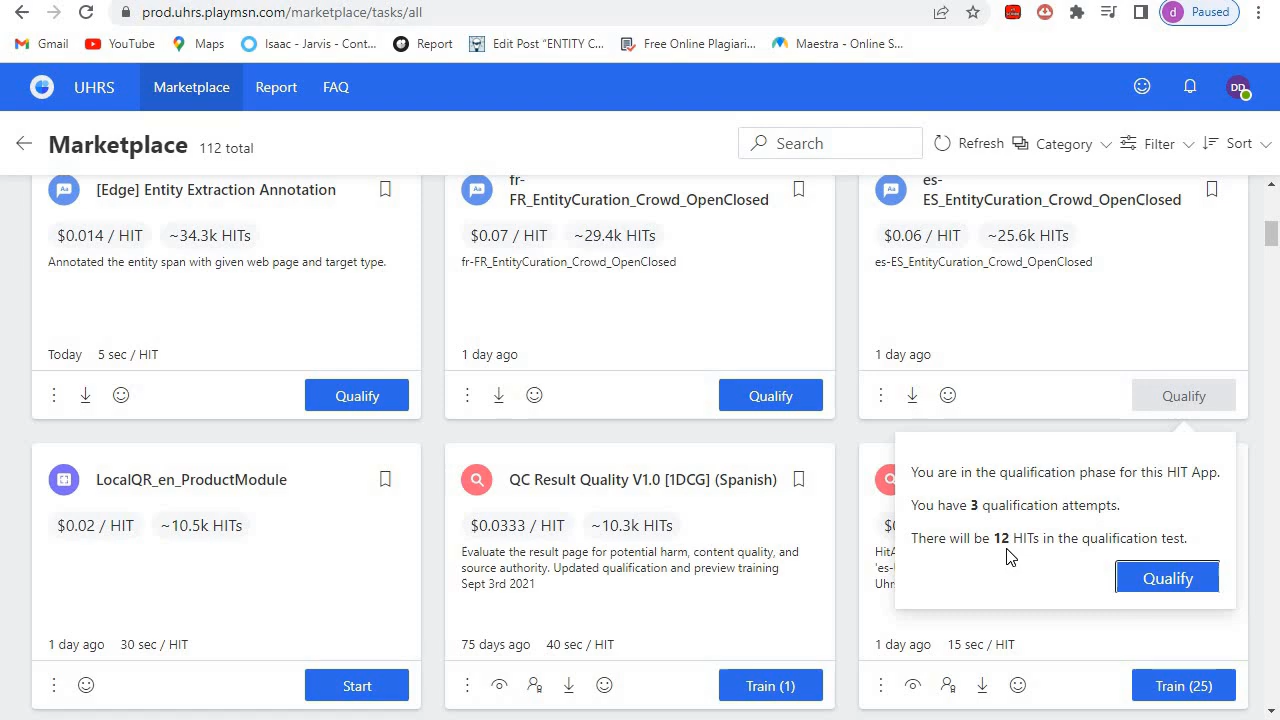 prod.uhrs.playmsn.com/marketplace/tasks/all
Paused
Gmail
YouTube
Maps
Isaac - Jarvis - Cont...
Report
Edit Post "ENTITY C...
Free Online Plagiari...
Maestra - Online S...
UHRS
Marketplace
Report
FAQ
DD
Marketplace 112 total
Search
Refresh
Category
Filter
Sort
[Edge] Entity Extraction Annotation
$0.014 / HIT ~34.3k HITs
Annotated the entity span with given web page and target type.
Today 5 sec / HIT
Qualify
fr-
FR_EntityCuration_Crowd_OpenClosed
$0.07 / HIT ~29.4k HITs
fr-FR_EntityCuration_Crowd_OpenClosed
1 day ago
Qualify
es-
ES_EntityCuration_Crowd_OpenClosed
$0.06 / HIT ~25.6k HITs
es-ES_EntityCuration_Crowd_OpenClosed
1 day ago
Qualify
You are in the qualification phase for this HIT App.
You have 3 qualification attempts.
There will be 12 HITs in the qualification test.
Qualify
LocalQR_en_ProductModule
$0.02 / HIT ~10.5k HITs
1 day ago 30 sec / HIT
Start
QC Result Quality V1.0 [1DCG] (Spanish)
$0.0333 / HIT ~10.3k HITs
Evaluate the result page for potential harm, content quality, and
source authority. Updated qualification and preview training
Sept 3rd 2021
75 days ago 40 sec / HIT
Train (1)
1 day ago 15 sec / HIT
Train (25)